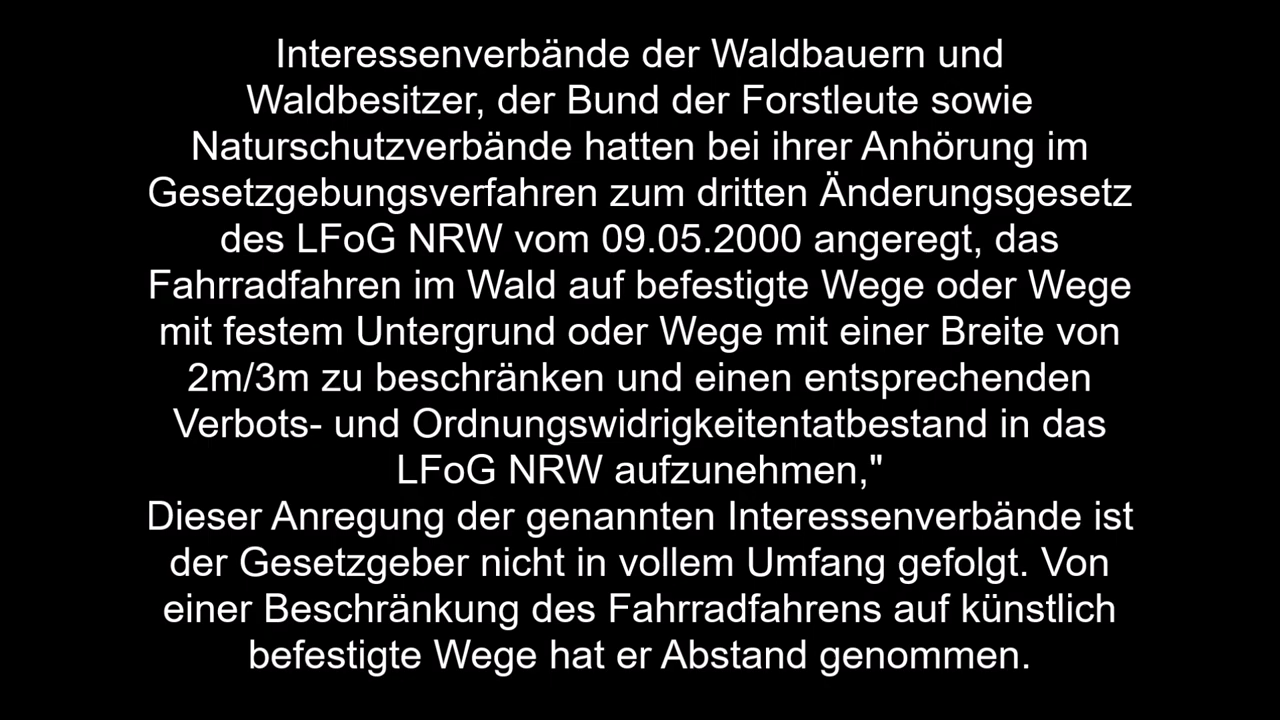 Interessenverbände der Waldbauern und
Waldbesitzer, der Bund der Forstleute sowie
Naturschutzverbände hatten bei ihrer Anhörung im
Gesetzgebungsverfahren zum dritten Änderungsgesetz
des LFoG NRW vom 09.05.2000 angeregt, das
Fahrradfahren im Wald auf befestigte Wege oder Wege
mit festem Untergrund oder Wege mit einer Breite von
2m/3m zu beschränken und einen entsprechenden
Verbots- und Ordnungswidrigkeitentatbestand in das
LFoG NRW aufzunehmen,"
Dieser Anregung der genannten Interessenverbände ist
der Gesetzgeber nicht in vollem Umfang gefolgt. Von
einer Beschränkung des Fahrradfahrens auf künstlich
befestigte Wege hat er Abstand genommen.